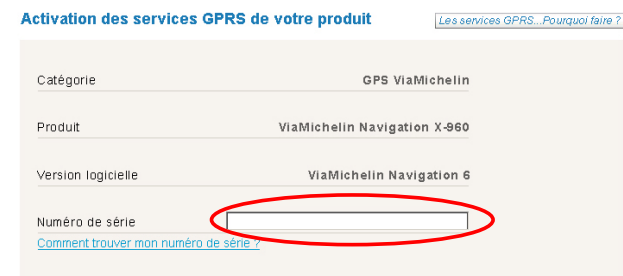 Activation des services GPRS de votre produit
Les services GPRS...Pourquoi faire ?
Catégorie GPS ViaMichelin
Produit ViaMichelin Navigation X-960
Version logicielle ViaMichelin Navigation 6
Numéro de série
Comment trouver mon numéro de série ?